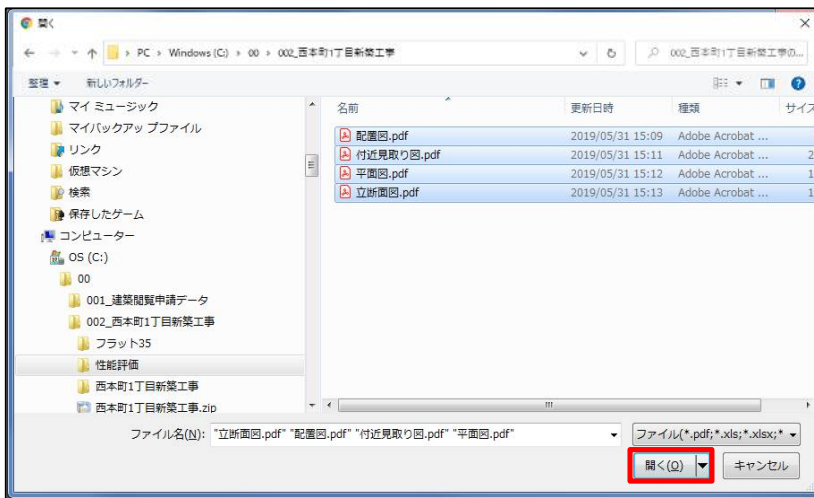 開く
PC › Windows (C:) › 00 › 002_西本町1丁目新築工事
002_西本町1丁目新築工事の...
整理 新しいフォルダー
名前 更新日時 種類 サイズ
マイ ミュージック
マイバックアップ プファイル
リンク
仮想マシン
検索
保存したゲーム
コンピューター
OS (C:)
00
001_建築閲覧申請データ
002_西本町1丁目新築工事
フラット35
性能評価
西本町1丁目新築工事
西本町1丁目新築工事.zip
配置図.pdf 2019/05/31 15:09 Adobe Acrobat ...
付近見取り図.pdf 2019/05/31 15:11 Adobe Acrobat ... 2
平面図.pdf 2019/05/31 15:12 Adobe Acrobat ... 1
立断面図.pdf 2019/05/31 15:13 Adobe Acrobat ... 1
ファイル名(N): "立断面図.pdf" "配置図.pdf" "付近見取り図.pdf" "平面図.pdf"
ファイル(*.pdf;*.xls;*.xlsx;*
開く(O) キャンセル